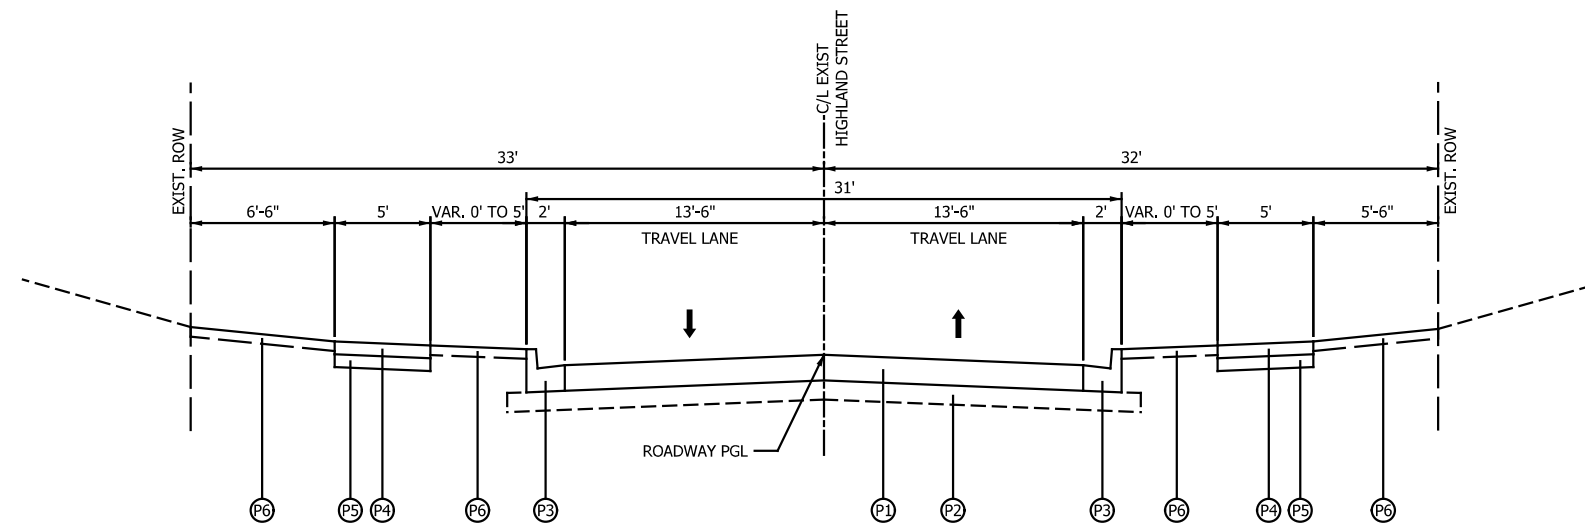 C/L EXIST
HIGHLAND STREET
EXIST. ROW
EXIST. ROW
33'
32'
31'
6'-6"
5'
VAR. 0' TO 5'
2'
13'-6"
13'-6"
2'
VAR. 0' TO 5'
5'
5'-6"
TRAVEL LANE
TRAVEL LANE
ROADWAY PGL
P6
P5
P4
P6
P3
P1
P2
P3
P6
P4
P5
P6